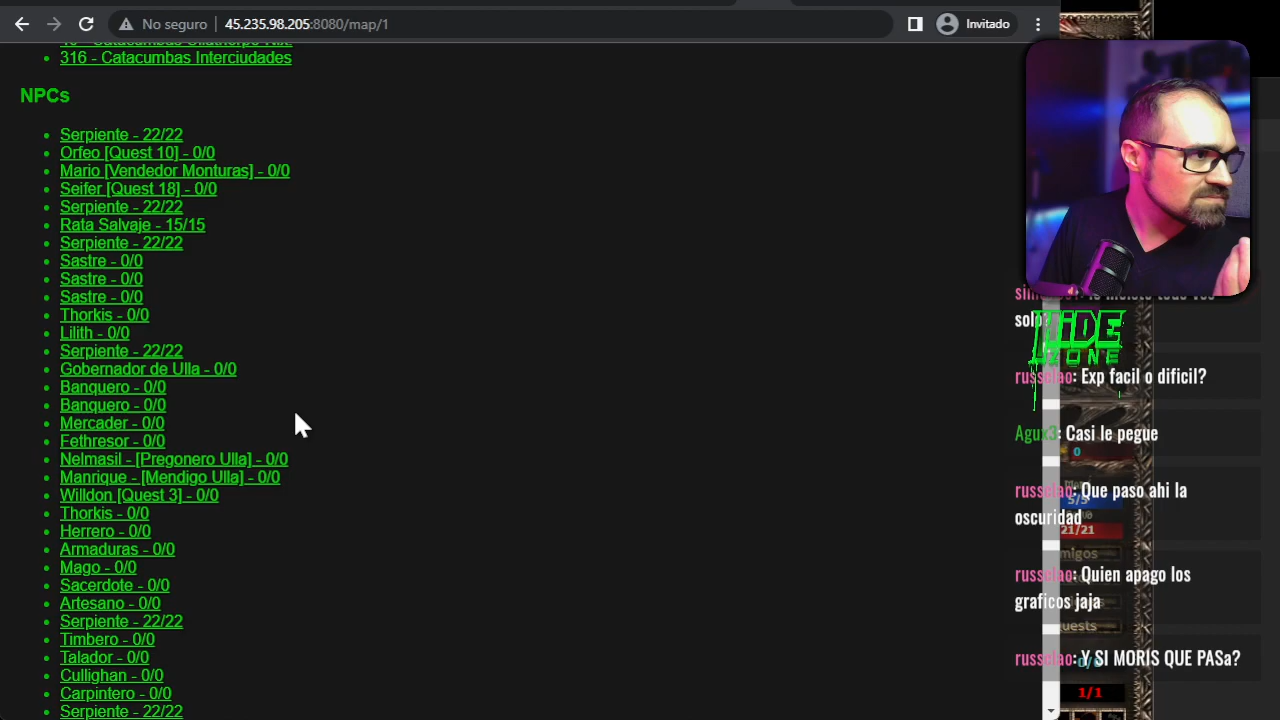 No seguro
45.235.98.205:8080/map/1
Invitado
316 - Catacumbas Interciudades
NPCs
Serpiente - 22/22
Orfeo [Quest 10] - 0/0
Mario [Vendedor Monturas] - 0/0
Seifer [Quest 18] - 0/0
Serpiente - 22/22
Rata Salvaje - 15/15
Serpiente - 22/22
Sastre - 0/0
Sastre - 0/0
Sastre - 0/0
Thorkis - 0/0
Lilith - 0/0
Serpiente - 22/22
Gobernador de Ulla - 0/0
Banquero - 0/0
Banquero - 0/0
Mercader - 0/0
Fethresor - 0/0
Nelmasil - [Pregonero Ulla] - 0/0
Manrique - [Mendigo Ulla] - 0/0
Willdon [Quest 3] - 0/0
Thorkis - 0/0
Herrero - 0/0
Armaduras - 0/0
Mago - 0/0
Sacerdote - 0/0
Artesano - 0/0
Serpiente - 22/22
Timbero - 0/0
Talador - 0/0
Cullighan - 0/0
Carpintero - 0/0
Serpiente - 22/22
ZONE
russelao: Exp facil o dificil?
Agux3: Casi le pegue
0
russelao: Que paso ahi la
oscuridad
5/5
21/21
russelao: Quien apago los
graficos jaja
russelao: Y SI MORIS QUE PASa?
1/1